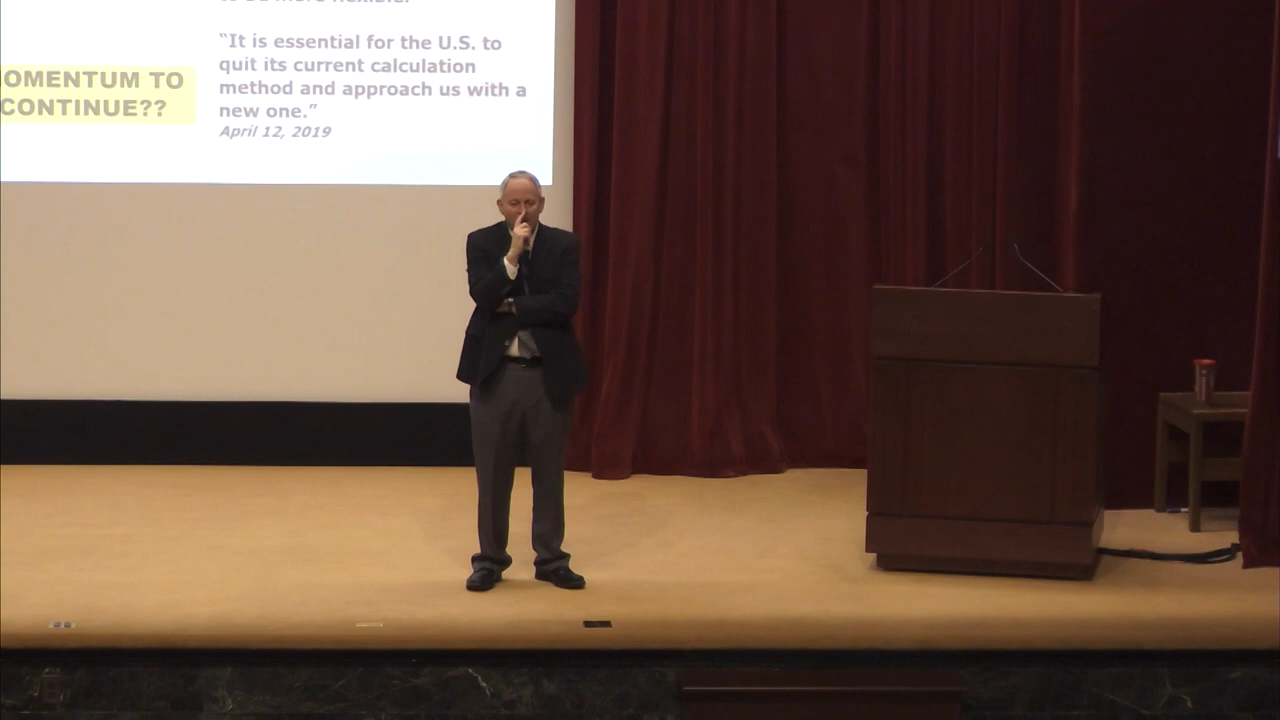 OMENTUM TO
CONTINUE??
“It is essential for the U.S. to
quit its current calculation
method and approach us with a
new one.”
April 12, 2019